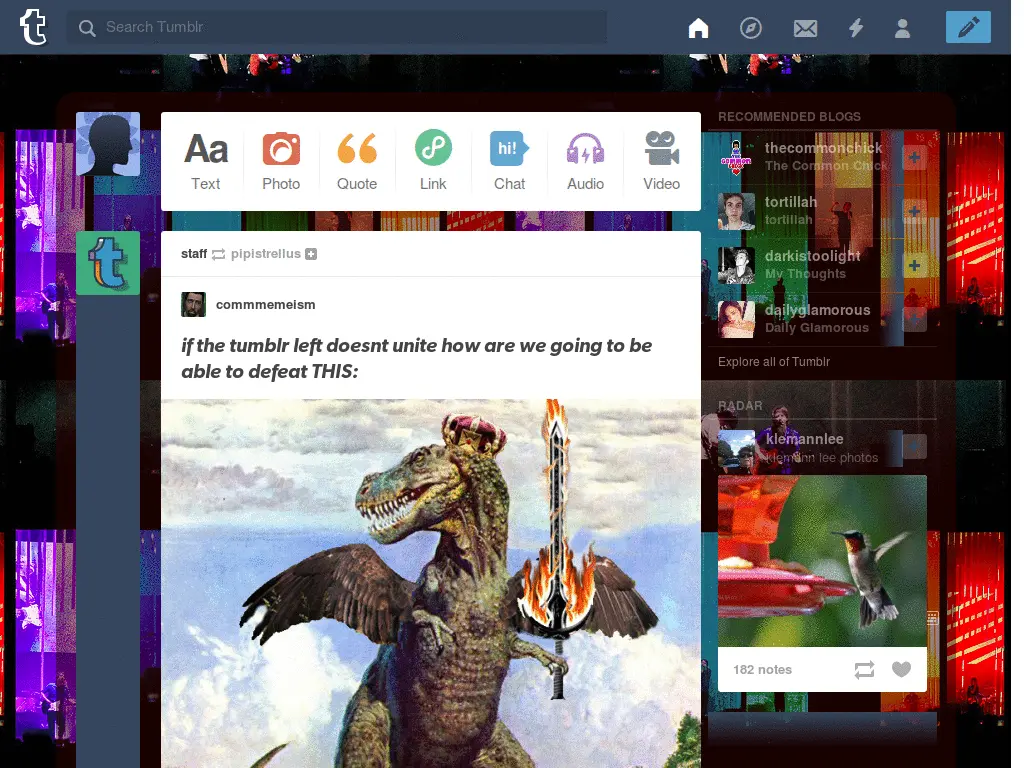 t
Search Tumblr
Aa
hi!
Text
Photo
Quote
Link
Chat
Audio
Video
t
staff pipistrellus
commmemeism
if the tumblr left doesnt unite how are we going to be
able to defeat THIS:
RECOMMENDED BLOGS
thecommonchick
The Common Chick
tortillah
tortillah
darkistoolight
My Thoughts
dailyglamorous
Daily Glamorous
Explore all of Tumblr
RADAR
klemannlee
klemann lee photos
182 notes